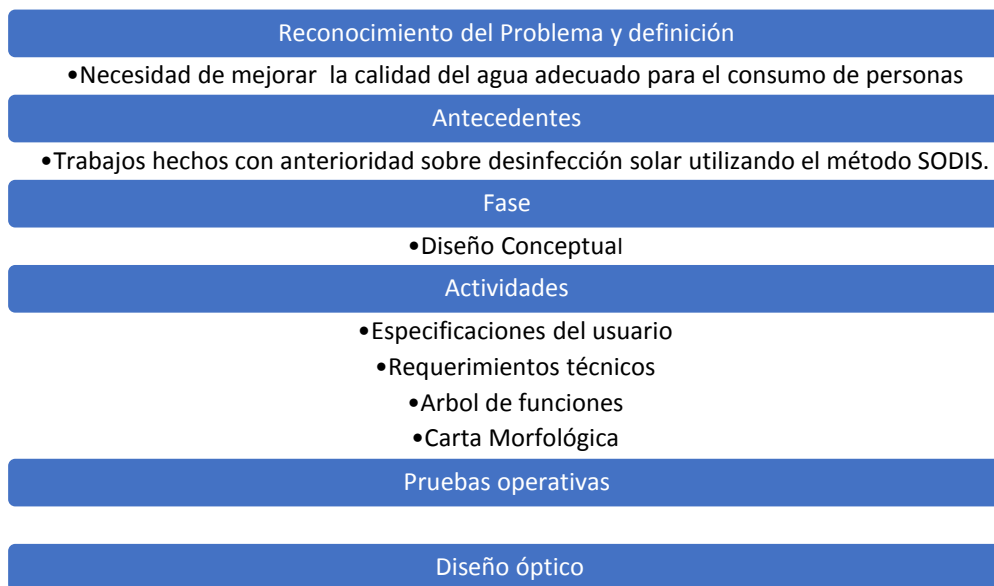 Reconocimiento del Problema y definición
•Necesidad de mejorar la calidad del agua adecuado para el consumo de personas
Antecedentes
•Trabajos hechos con anterioridad sobre desinfección solar utilizando el método SODIS.
Fase
•Diseño Conceptual
Actividades
•Especificaciones del usuario
•Requerimientos técnicos
•Arbol de funciones
•Carta Morfológica
Pruebas operativas
Diseño óptico